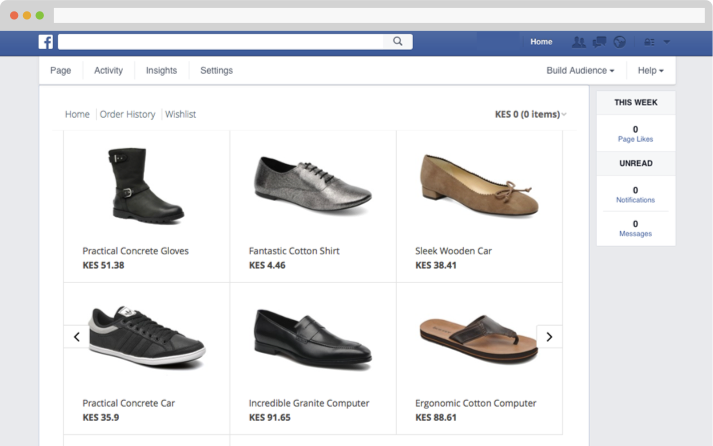 f
Home
Page Activity Insights Settings Build Audience Help
Home Order History Wishlist KES 0 (0 items)
THIS WEEK
0
Page Likes
UNREAD
0
Notifications
0
Messages
Practical Concrete Gloves
KES 51.38
Fantastic Cotton Shirt
KES 4.46
Sleek Wooden Car
KES 38.41
Practical Concrete Car
KES 35.9
Incredible Granite Computer
KES 91.65
Ergonomic Cotton Computer
KES 88.61